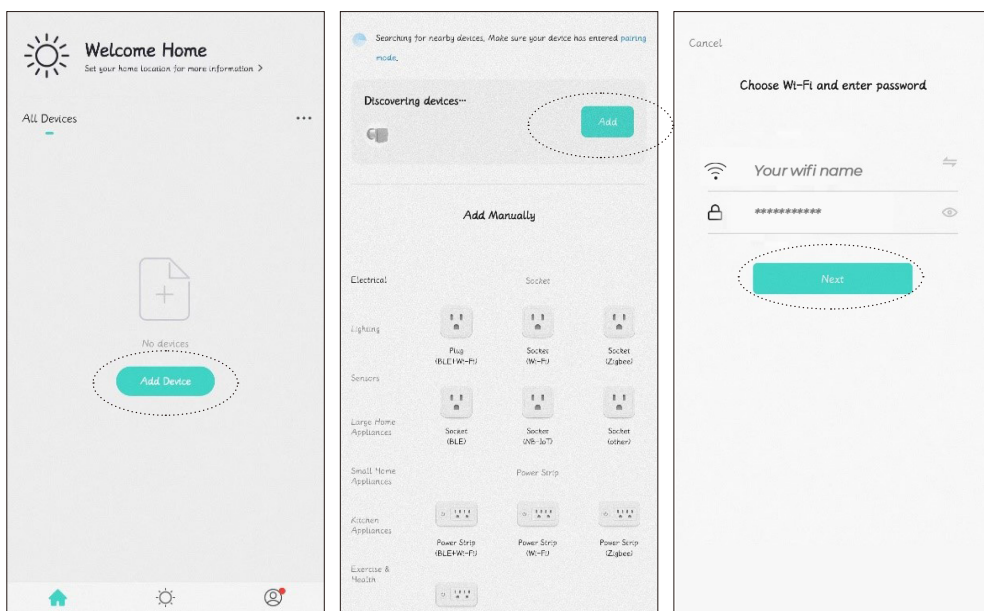 Welcome Home
Set your home location for more information >
All Devices
...
No devices
Add Device
Searching for nearby devices, Make sure your device has entered pairing
mode.
Discovering devices...
Add
Add Manually
Electrical
Socket
Lighting
Plug
(BLE+Wi-Fi)
Socket
(Wi-Fi)
Socket
(Zigbee)
Sensors
Large Home
Appliances
Socket
(BLE)
Socket
(NB-IoT)
Socket
(other)
Small Home
Appliances
Power Strip
Kitchen
Appliances
Power Strip
(BLE+Wi-Fi)
Power Strip
(Wi-Fi)
Power Strip
(Zigbee)
Exercise &
Health
Cancel
Choose Wi-Fi and enter password
Your wifi name
***********
Next